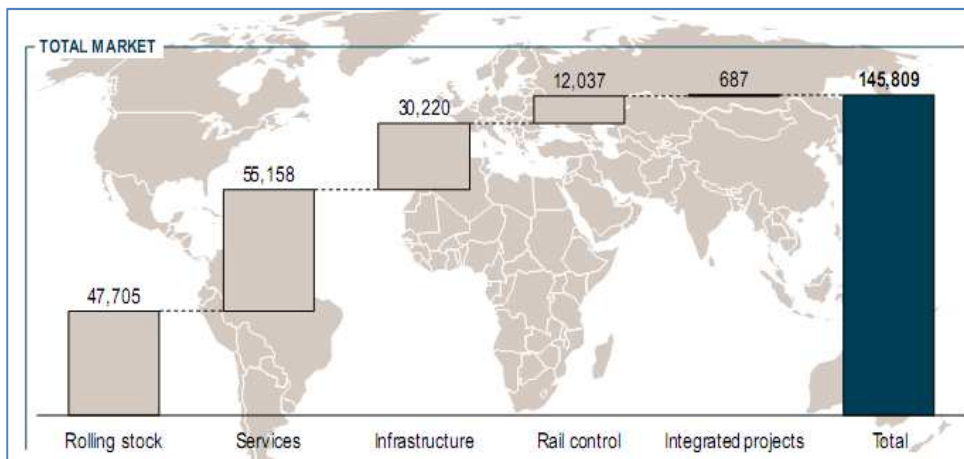 TOTAL MARKET
47,705
55,158
30,220
12,037
687
145,809
Rolling stock
Services
Infrastructure
Rail control
Integrated projects
Total